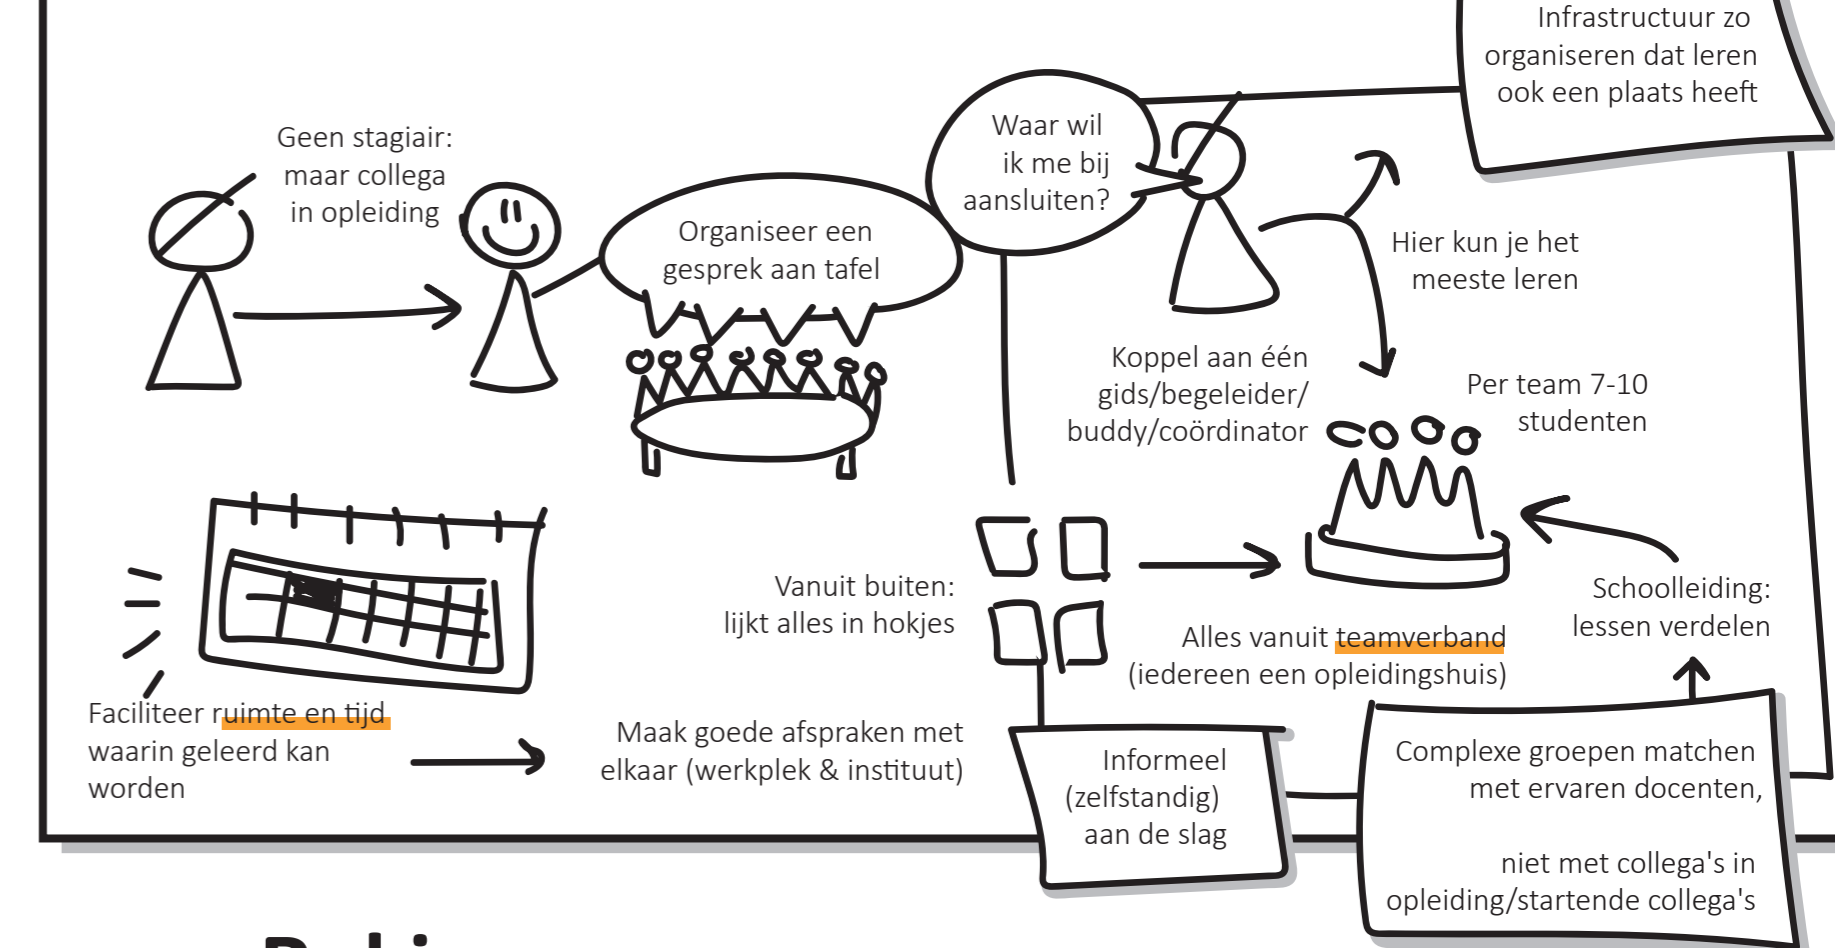 Infrastructuur zo
organiseren dat leren
ook een plaats heeft
Geen stagiair:
maar collega
in opleiding
Organiseer een
gesprek aan tafel
Waar wil
ik me bij
aansluiten?
Hier kun je het
meeste leren
Koppel aan één
gids/begeleider/
buddy/coördinator
Per team 7-10
studenten
Vanuit buiten:
lijkt alles in hokjes
Alles vanuit teamverband
(iedereen een opleidingshuis)
Schoolleiding:
lessen verdelen
Faciliteer ruimte en tijd
waarin geleerd kan
worden
Maak goede afspraken met
elkaar (werkplek & instituut)
Informeel
(zelfstandig)
aan de slag
Complexe groepen matchen
met ervaren docenten,
niet met collega's in
opleiding/startende collega's